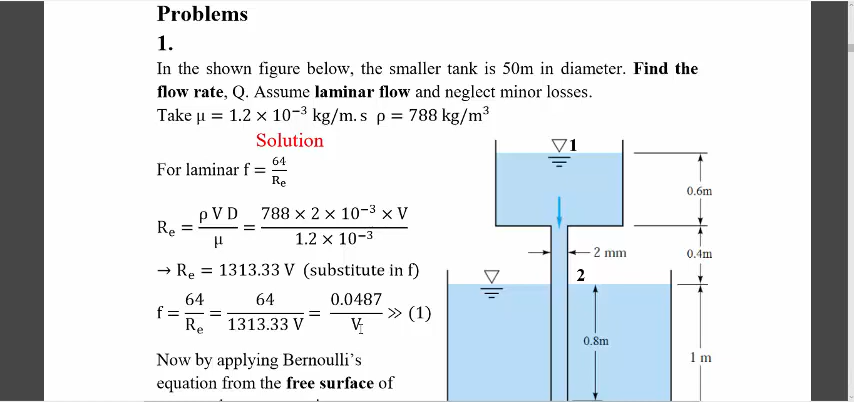 Problems
1.
In the shown figure below, the smaller tank is 50m in diameter. Find the
flow rate, Q. Assume laminar flow and neglect minor losses.
Take μ = 1.2 × 10⁻³ kg/m.s ρ = 788 kg/m³
Solution
For laminar f = 64/Rₑ
Rₑ = ρ V D / μ = 788 × 2 × 10⁻³ × V / 1.2 × 10⁻³
→ Rₑ = 1313.33 V (substitute in f)
f = 64/Rₑ = 64/1313.33 V = 0.0487/V ≫ (1)
Now by applying Bernoulli’s
equation from the free surface of
1
0.6m
2 mm
0.4m
2
0.8m
1 m